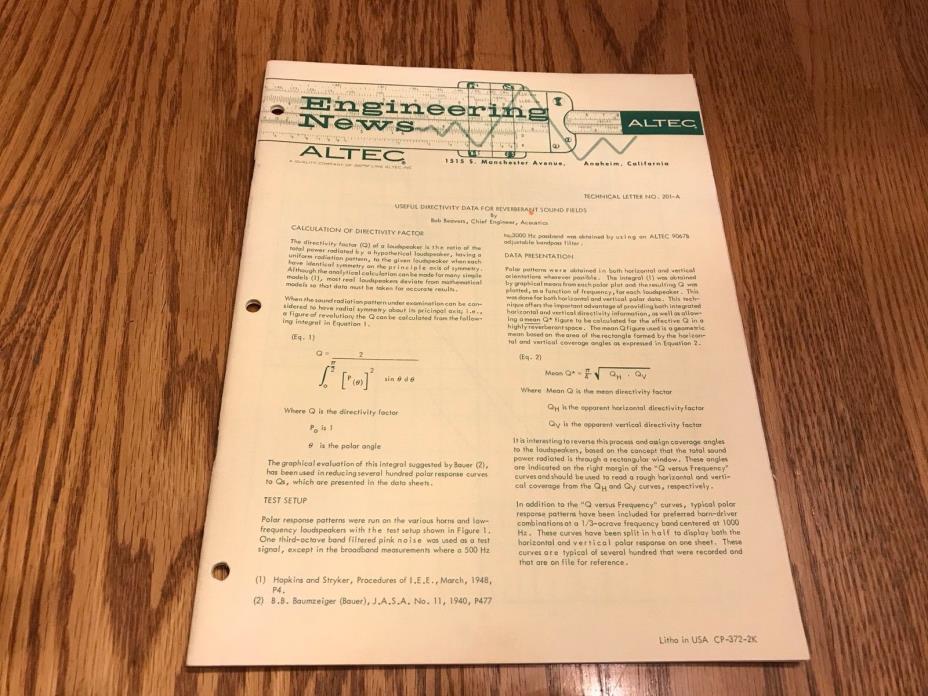 Engineering
News
ALTEC
ALTEC
1515 S. Manchester Avenue, Anaheim, California
TECHNICAL LETTER NO. 201-A
USEFUL DIRECTIVITY DATA FOR REVERBERANT SOUND FIELDS
By
Bob Beavers, Chief Engineer, Acoustics
CALCULATION OF DIRECTIVITY FACTOR
The directivity factor (Q) of a loudspeaker is the ratio of the
total power radiated by a hypothetical loudspeaker, having a
uniform radiation pattern, to the given loudspeaker when each
have identical symmetry on the principle axis of symmetry.
Although the analytical calculation can be made for many simple
models (1), most real loudspeakers deviate from mathematical
models so that data must be taken for accurate results.
When the sound radiation pattern under examination can be con-
sidered to have radial symmetry about its pricinpal axis; i.e.,
a figure of revolution; the Q can be calculated from the follow-
ing integral in Equation 1.
(Eq. 1)
Q = 2
∫ π/2 0 [P(θ)]2 sin θ dθ
Where Q is the directivity factor
Po is 1
θ is the polar angle
The graphical evaluation of this integral suggested by Bauer (2),
has been used in reducing several hundred polar response curves
to Qs, which are presented in the data sheets.
TEST SETUP
Polar response patterns were run on the various horns and low-
frequency loudspeakers with the test setup shown in Figure 1.
One third-octave band filtered pink noise was used as a test
signal, except in the broadband measurements where a 500 Hz
(1) Hopkins and Stryker, Procedures of I.E.E., March, 1948,
P4.
(2) B.B. Baumzeiger (Bauer), J.A.S.A. No. 11, 1940, P477
to 3000 Hz passband was obtained by using an ALTEC 9067B
adjustable bandpass filter.
DATA PRESENTATION
Polar patterns were obtained in both horizontal and vertical
orientations wherever possible. The integral (1) was obtained
by graphical means from each polar plot and the resulting Q was
plotted, as a function of frequency, for each loudspeaker. This
was done for both horizontal and vertical polar data. This tech-
nique offers the important advantage of providing both integrated
horizontal and vertical directivity information, as well as allow-
ing a mean Q* figure to be calculated for the effective Q in a
highly reverberant space. The mean Q figure used is a geometric
mean based on the area of the rectangle formed by the horizon-
tal and vertical coverage angles as expressed in Equation 2.
(Eq. 2)
Mean Q* = π/4 √ QH . QV
Where Mean Q is the mean directivity factor
QH is the apparent horizontal directivity factor
QV is the apparent vertical directivity factor
It is interesting to reverse this process and assign coverage angles
to the loudspeakers, based on the concept that the total sound
power radiated is through a rectangular window. These angles
are indicated on the right margin of the "Q versus Frequency"
curves and should be used to read a rough horizontal and verti-
cal coverage from the QH and QV curves, respectively.
In addition to the "Q versus Frequency" curves, typical polar
response patterns have been included for preferred horn-driver
combinations at a 1/3-octave frequency band centered at 1000
Hz. These curves have been split in half to display both the
horizontal and vertical polar response on one sheet. These
curves are typical of several hundred that were recorded and
that are on file for reference.
Litho in USA CP-372-2K